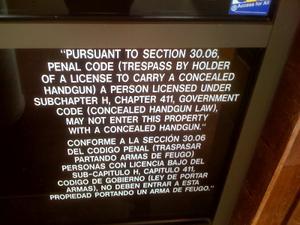 Access for All
"PURSUANT TO SECTION 30.06,
PENAL CODE (TRESPASS BY HOLDER
OF A LICENSE TO CARRY A CONCEALED
HANDGUN) A PERSON LICENSED UNDER
SUBCHAPTER H, CHAPTER 411, GOVERNMENT
CODE (CONCEALED HANDGUN LAW),
MAY NOT ENTER THIS PROPERTY
WITH A CONCEALED HANDGUN."
CONFORME A LA SECCIÓN 30.06
DEL CODIGO PENAL (TRASPASAR
PARTANDO ARMAS DE FEUGO)
PERSONAS CON LICENCIA BAJO DEL
SUB-CAPITULO H, CAPITULO 411,
CODIGO DE GOBIERNO (LEY DE PORTAR
ARMAS), NO DEBEN ENTRAR A ESTA
PROPIEDAD PORTANDO UN ARMA DE FEUGO."